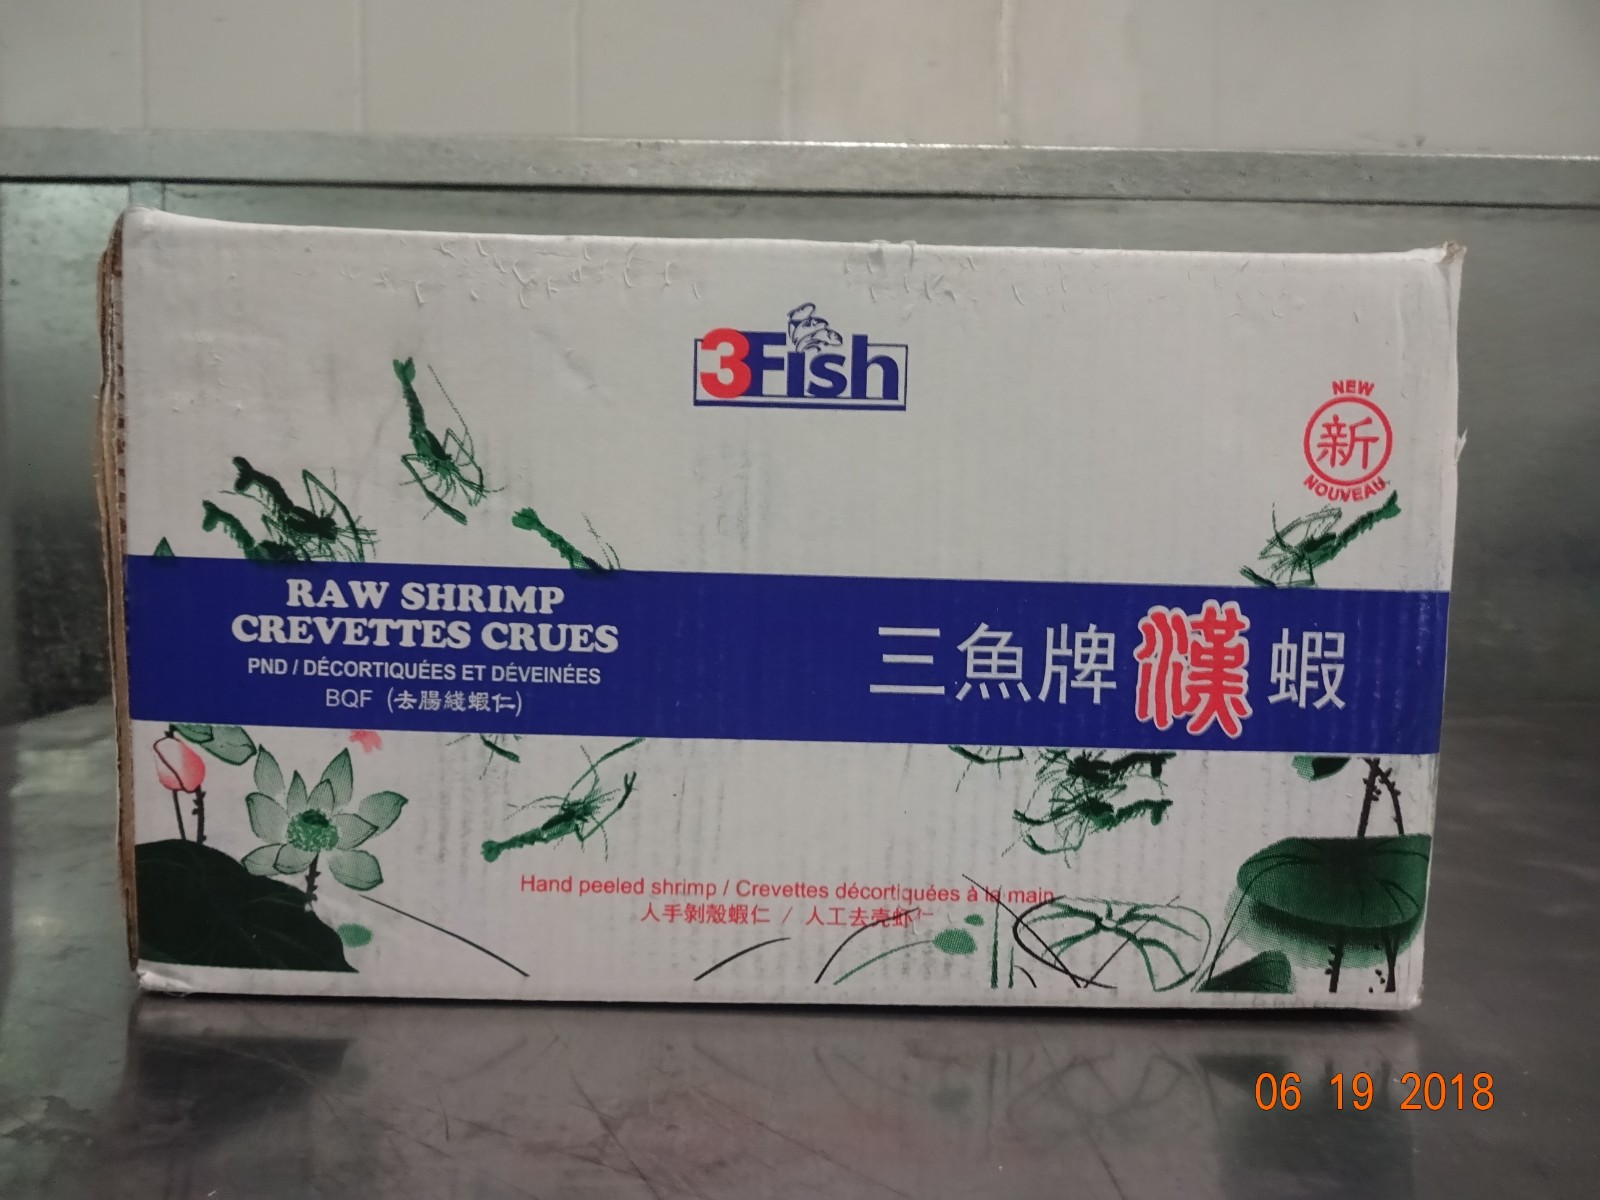 3Fish
NEW
新
NOUVEAU
RAW SHRIMP
CREVETTES CRUES
PND / DÉCORTIQUÉES ET DÉVEINÉES
BQF (去腸綫蝦仁)
三魚牌漢蝦
Hand peeled shrimp / Crevettes décortiquées à la main
人手剝殼蝦仁 / 人工去壳虾仁
06 19 2018